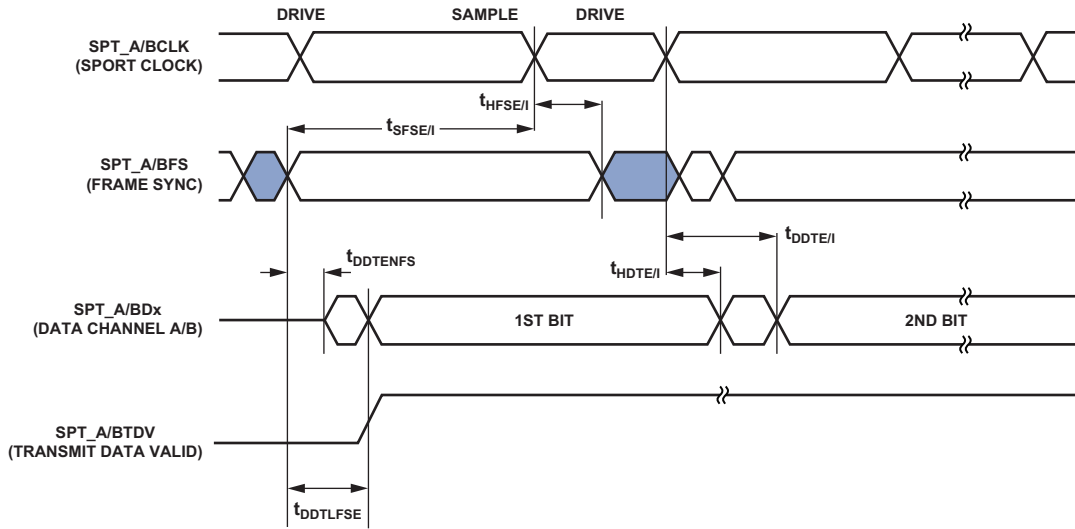 DRIVE SAMPLE DRIVE
SPT_A/BCLK
(SPORT CLOCK)
tHFSE/I
tSFSE/I
SPT_A/BFS
(FRAME SYNC)
tDDTE/I
tDDTENFS
tHDTE/I
SPT_A/BDx
(DATA CHANNEL A/B)
1ST BIT 2ND BIT
SPT_A/BTDV
(TRANSMIT DATA VALID)
tDDTLFSE